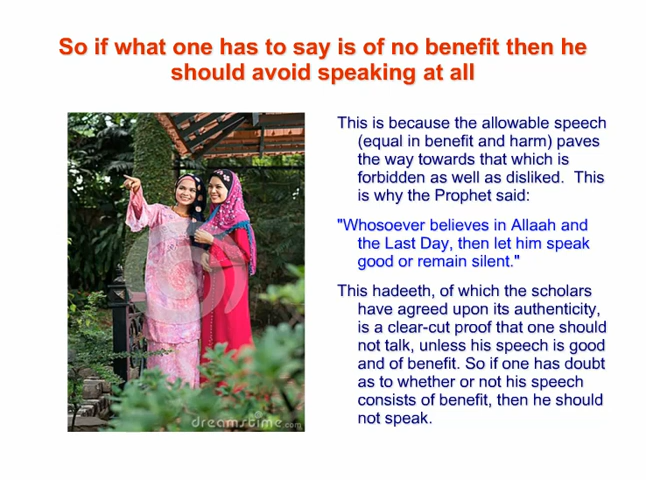 So if what one has to say is of no benefit then he
should avoid speaking at all
This is because the allowable speech
(equal in benefit and harm) paves
the way towards that which is
forbidden as well as disliked.  This
is why the Prophet said:
"Whosoever believes in Allaah and
the Last Day, then let him speak
good or remain silent."
This hadeeth, of which the scholars
have agreed upon its authenticity,
is a clear-cut proof that one should
not talk, unless his speech is good
and of benefit. So if one has doubt
as to whether or not his speech
consists of benefit, then he should
not speak.
dreamstime.com